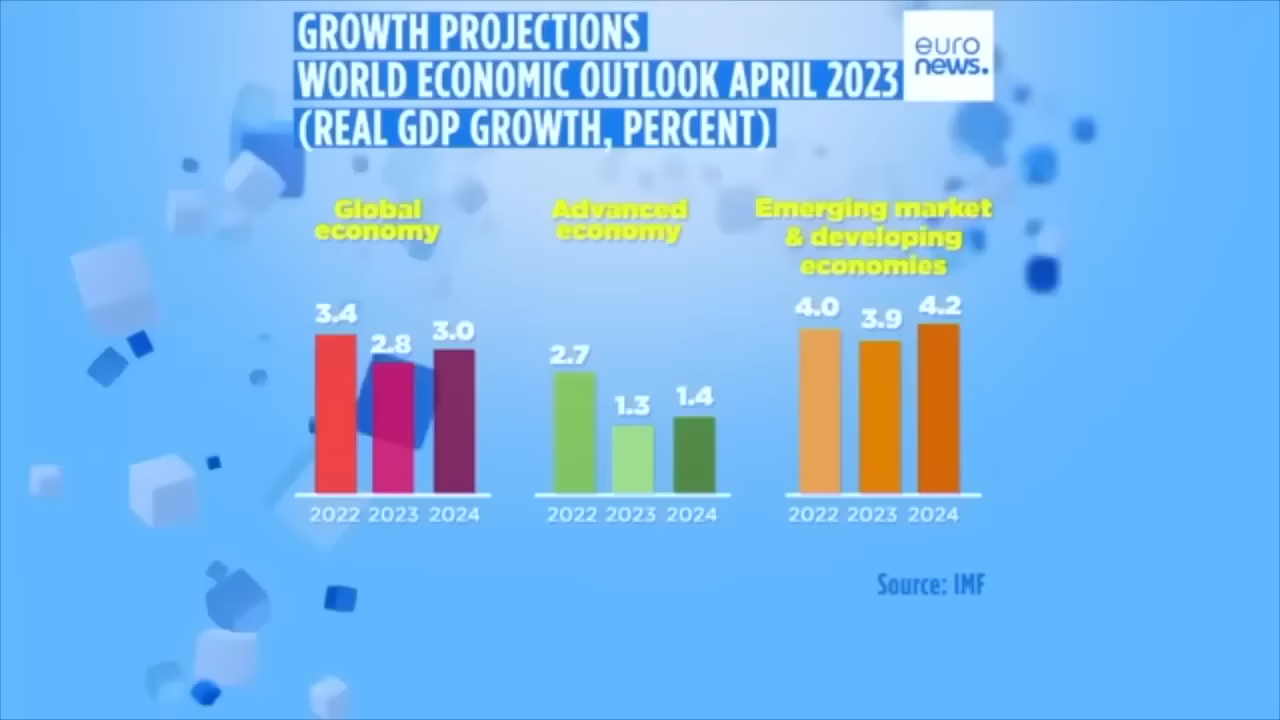 GROWTH PROJECTIONS
WORLD ECONOMIC OUTLOOK APRIL 2023
(REAL GDP GROWTH, PERCENT)
euro
news.
Global
economy
3.4
2.8
3.0
2022 2023 2024
Advanced
economy
2.7
1.3
1.4
2022 2023 2024
Emerging market
& developing
economies
4.0
3.9
4.2
2022 2023 2024
Source: IMF